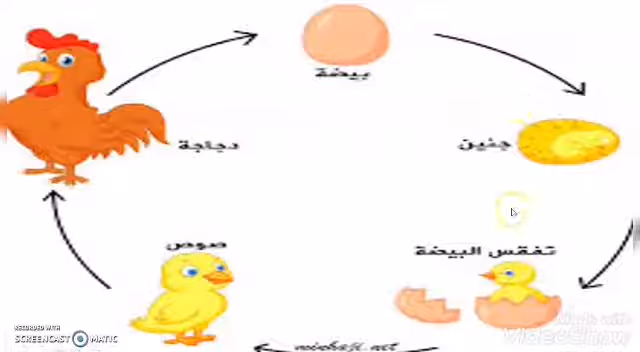 بيضة
جنين
دجاجة
تفقس البيضة
صوص
RECORDED WITH
SCREENCAST MATIC
Made with
VideoShow